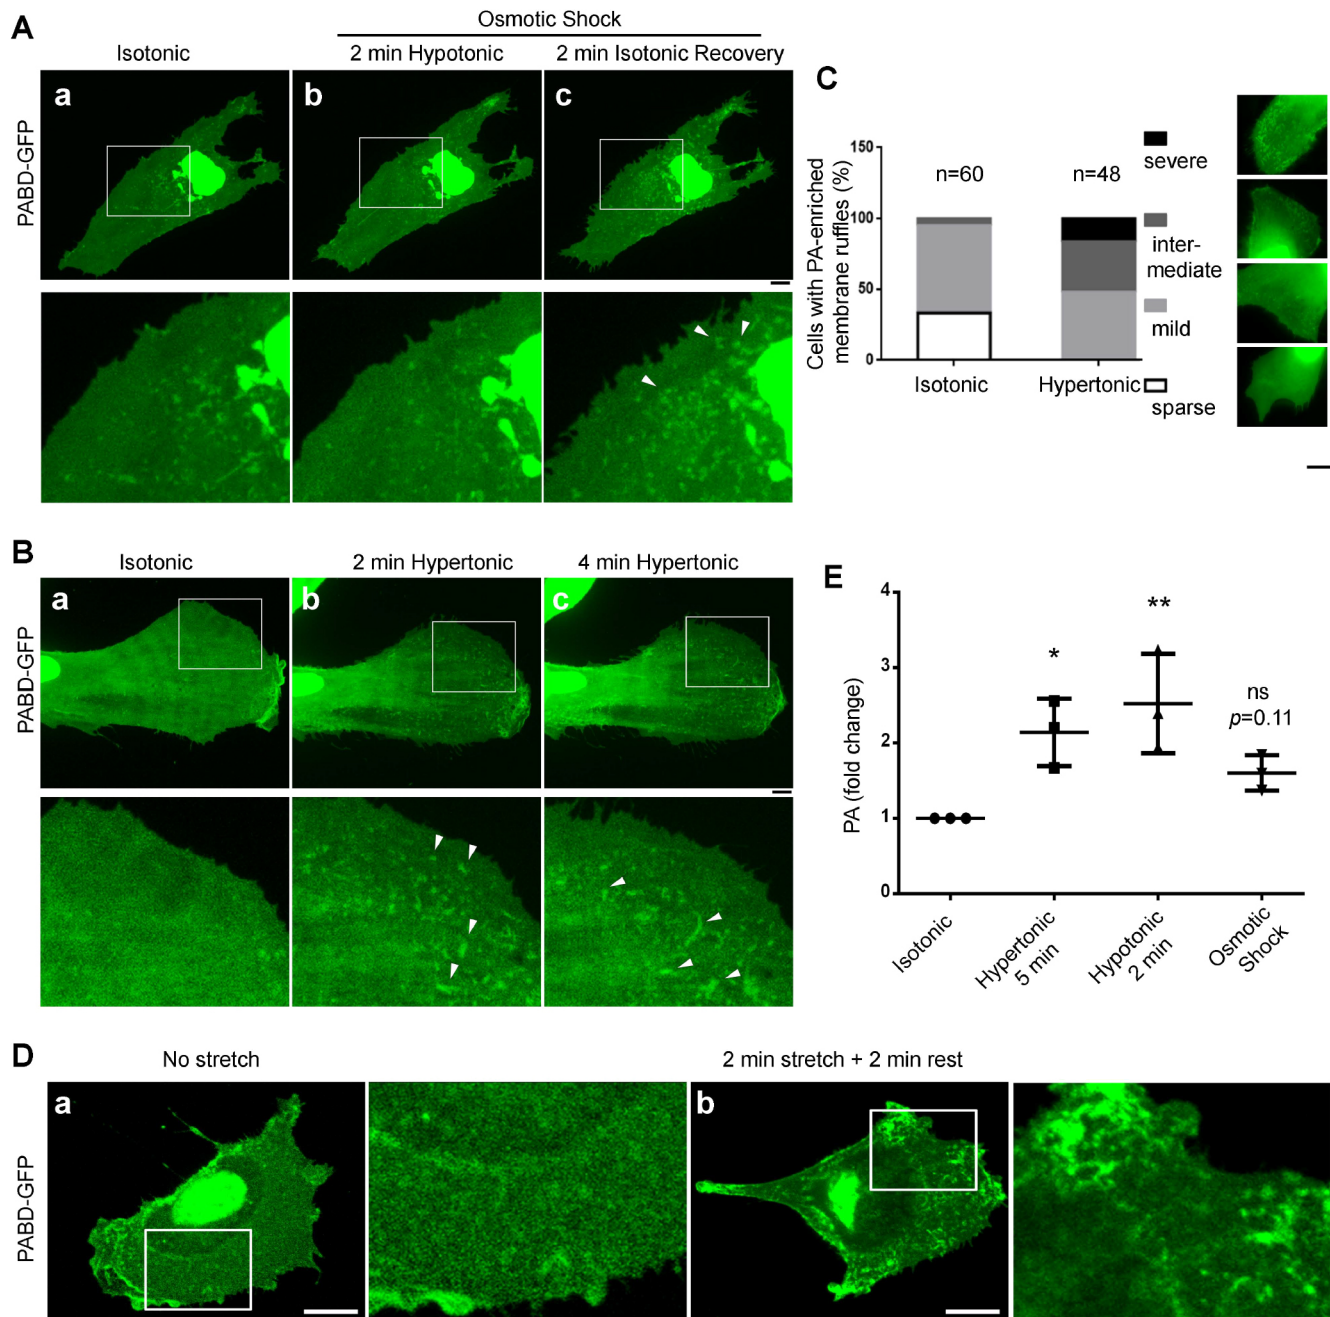 A
Osmotic Shock
Isotonic
2 min Hypotonic
2 min Isotonic Recovery
PABD-GFP
a
b
c
C
Cells with PA-enriched
membrane ruffles (%)
150
100
50
0
n=60
n=48
Isotonic
Hypertonic
severe
inter-
mediate
mild
sparse
B
Isotonic
2 min Hypertonic
4 min Hypertonic
PABD-GFP
a
b
c
E
PA (fold change)
4
3
2
1
0
*
**
ns
p=0.11
Isotonic
Hypertonic
5 min
Hypotonic
2 min
Osmotic
Shock
D
No stretch
2 min stretch + 2 min rest
PABD-GFP
a
b